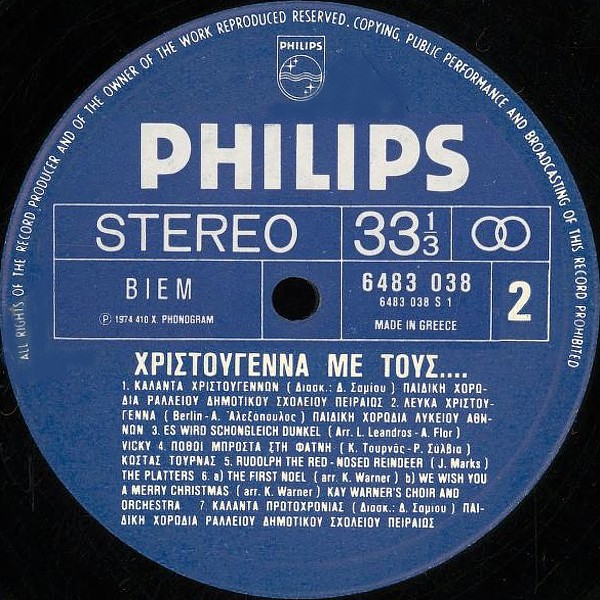 ALL RIGHTS OF THE RECORD PRODUCER AND OF THE OWNER OF THE WORK REPRODUCED RESERVED. COPYING, PUBLIC PERFORMANCE AND BROADCASTING OF THIS RECORD PROHIBITED
PHILIPS
PHILIPS
STEREO 33 1/3
BIEM 6483 038 2
6483 038 S 1
Ⓟ 1974 410 X. PHONOGRAM MADE IN GREECE
ΧΡΙΣΤΟΥΓΕΝΝΑ ΜΕ ΤΟΥΣ....
1. ΚΑΛΑΝΤΑ ΧΡΙΣΤΟΥΓΕΝΝΩΝ (Διασκ.: Δ. Σαμίου) ΠΑΙΔΙΚΗ ΧΟΡΩ-
ΔΙΑ ΡΑΛΛΕΙΟΥ ΔΗΜΟΤΙΚΟΥ ΣΧΟΛΕΙΟΥ ΠΕΙΡΑΙΩΣ 2. ΛΕΥΚΑ ΧΡΙΣΤΟΥ-
ΓΕΝΝΑ (Berlin - Α. Ἀλεξόπουλος) ΠΑΙΔΙΚΗ ΧΟΡΩΔΙΑ ΛΥΚΕΙΟΥ ΑΘΗ-
ΝΩΝ 3. ES WIRD SCHONGLEICH DUNKEL (Arr. L. Leandros - A. Flor)
VICKY 4. ΠΟΘΟΙ ΜΠΡΟΣΤΑ ΣΤΗ ΦΑΤΝΗ (Κ. Τουρνᾶς - Ρ. Σύλβια)
ΚΩΣΤΑΣ ΤΟΥΡΝΑΣ 5. RUDOLPH THE RED - NOSED REINDEER (J. Marks)
THE PLATTERS 6. a) THE FIRST NOEL (arr. K. Warner) b) WE WISH YOU
A MERRY CHRISTMAS (arr. K. Warner) KAY WARNER'S CHOIR AND
ORCHESTRA 7. ΚΑΛΑΝΤΑ ΠΡΩΤΟΧΡΟΝΙΑΣ (Διασκ.: Δ. Σαμίου) ΠΑΙ-
ΔΙΚΗ ΧΟΡΩΔΙΑ ΡΑΛΛΕΙΟΥ ΔΗΜΟΤΙΚΟΥ ΣΧΟΛΕΙΟΥ ΠΕΙΡΑΙΩΣ